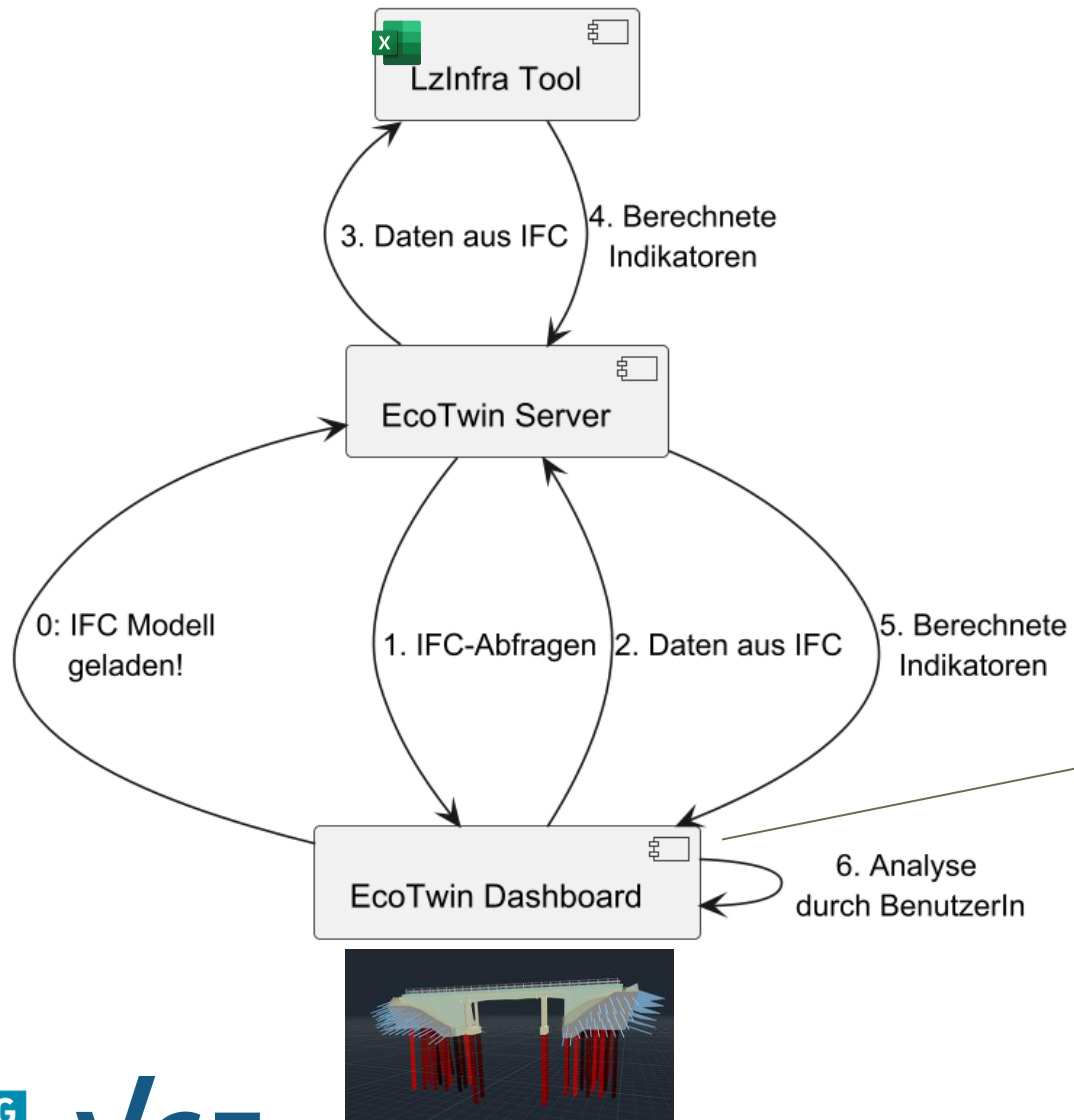 X
LzInfra Tool
3. Daten aus IFC
4. Berechnete
Indikatoren
EcoTwin Server
0: IFC Modell
geladen!
1. IFC-Abfragen
2. Daten aus IFC
5. Berechnete
Indikatoren
EcoTwin Dashboard
6. Analyse
durch BenutzerIn
G